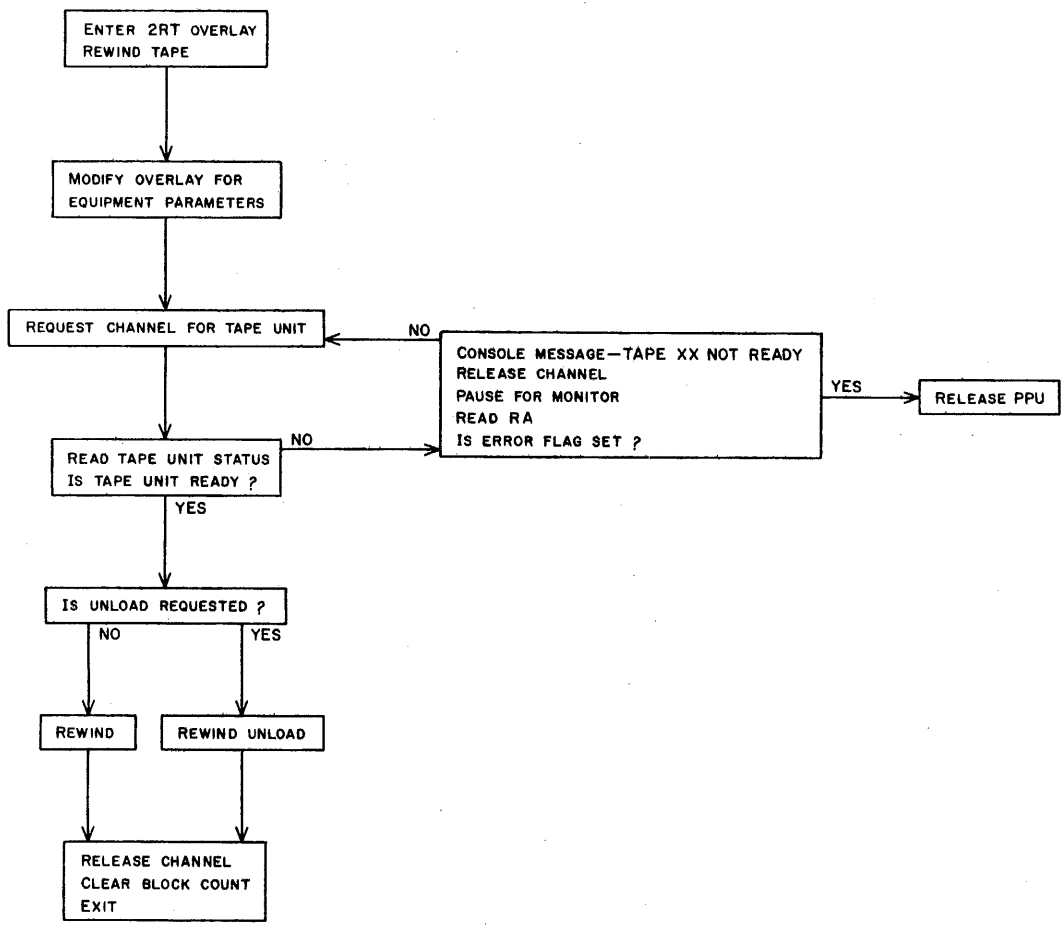 ENTER 2RT OVERLAY
REWIND TAPE
MODIFY OVERLAY FOR
EQUIPMENT PARAMETERS
REQUEST CHANNEL FOR TAPE UNIT
NO
CONSOLE MESSAGE—TAPE XX NOT READY
RELEASE CHANNEL
PAUSE FOR MONITOR
READ RA
IS ERROR FLAG SET ?
YES
RELEASE PPU
READ TAPE UNIT STATUS
IS TAPE UNIT READY ?
NO
YES
IS UNLOAD REQUESTED ?
NO
YES
REWIND
REWIND UNLOAD
RELEASE CHANNEL
CLEAR BLOCK COUNT
EXIT